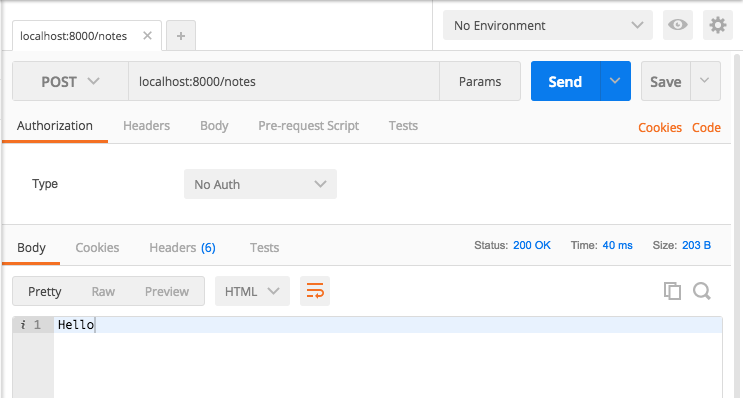 localhost:8000/notes
No Environment
POST localhost:8000/notes Params Send Save
Authorization Headers Body Pre-request Script Tests Cookies Code
Type No Auth
Body Cookies Headers (6) Tests Status: 200 OK Time: 40 ms Size: 203 B
Pretty Raw Preview HTML
i 1 Hello